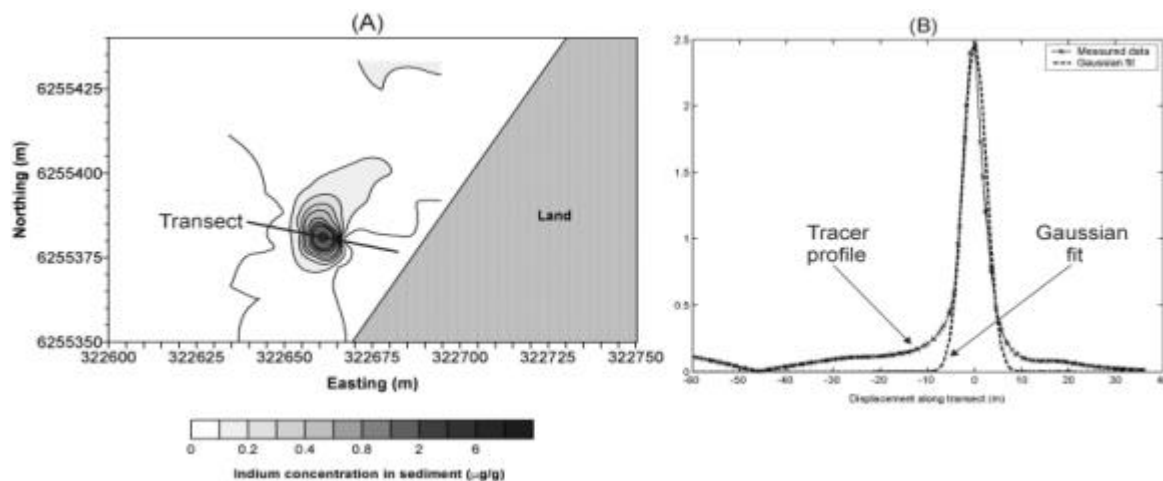 (A)
6255425
6255400
6255375
6255350
Northing (m)
Transect
Land
322600
322625
322650
322675
322700
322725
322750
Easting (m)
0
0.2
0.4
0.8
2
6
Indium concentration in sediment (µg/g)
(B)
2.5
2
1.5
1
0.5
0
Measured data
Gaussian fit
Tracer
profile
Gaussian
fit
-60
-50
-40
-30
-20
-10
0
10
20
30
40
Displacement along transect (m)